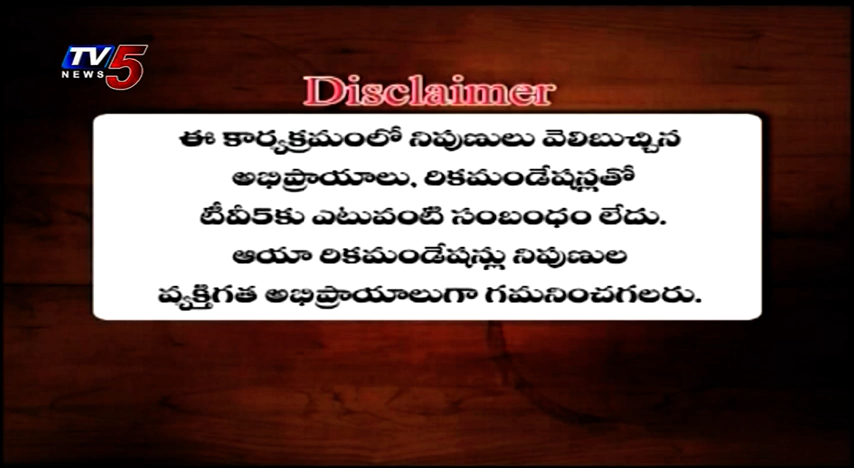 TV5
NEWS
Disclaimer
ఈ కార్యక్రమంలో నిపుణులు వెలిబుచ్చిన
అభిప్రాయాలు, రికమండేషన్లతో
టీవీ5కు ఎటువంటి సంబంధం లేదు.
ఆయా రికమండేషన్లు నిపుణుల
వ్యక్తిగత అభిప్రాయాలుగా గమనించగలరు.